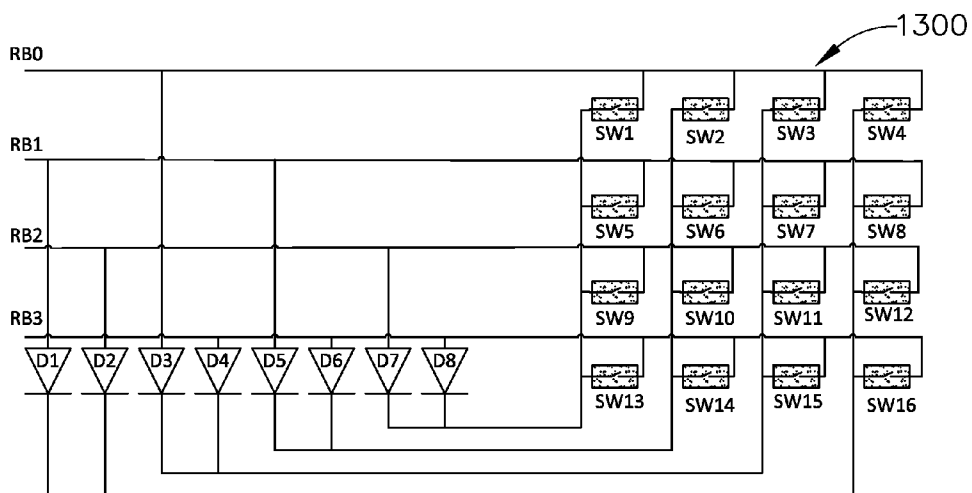 1300
RB0
SW1 SW2 SW3 SW4
RB1
SW5 SW6 SW7 SW8
RB2
SW9 SW10 SW11 SW12
RB3
D1 D2 D3 D4 D5 D6 D7 D8
SW13 SW14 SW15 SW16